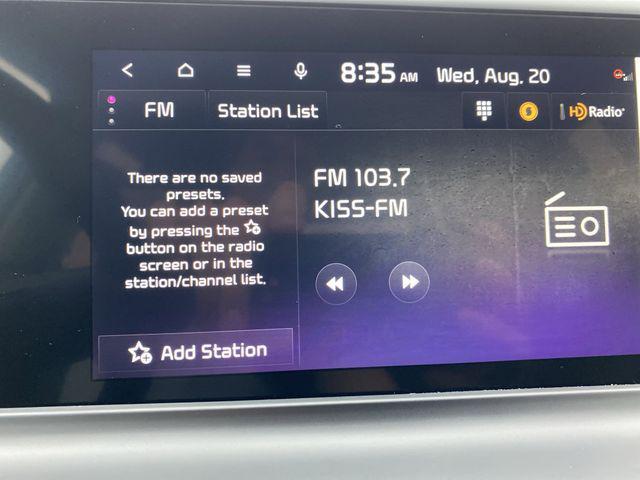 8:35 AM Wed, Aug. 20
FM
Station List
HD Radio
There are no saved
presets.
You can add a preset
by pressing the
button on the radio
screen or in the
station/channel list.
FM 103.7
KISS-FM
Add Station